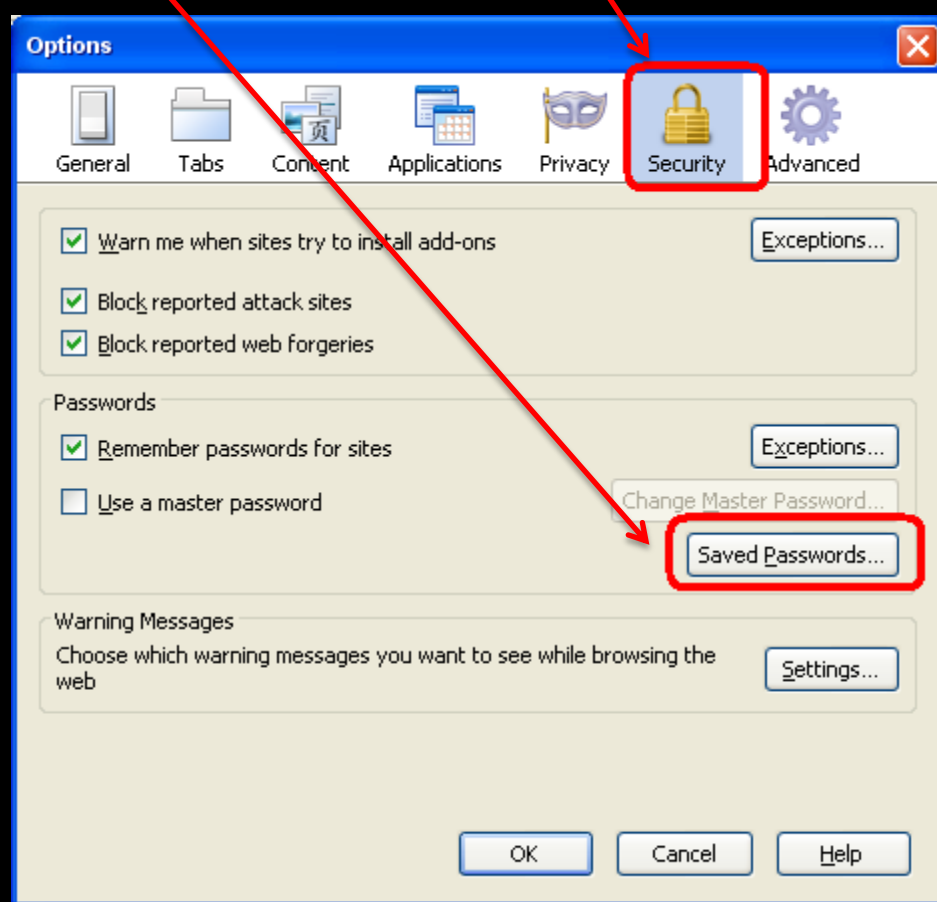 Options
General Tabs Content Applications Privacy Security Advanced
页
Warn me when sites try to install add-ons Exceptions...
Block reported attack sites
Block reported web forgeries
Passwords
Remember passwords for sites Exceptions...
Use a master password Change Master Password...
Saved Passwords...
Warning Messages
Choose which warning messages you want to see while browsing the
web
Settings...
OK Cancel Help